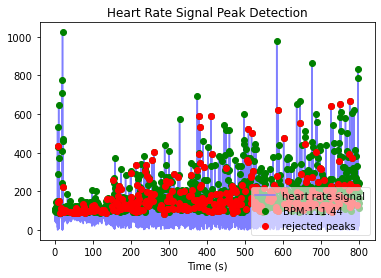 Heart Rate Signal Peak Detection
1000
800
600
400
200
0
heart rate signal
BPM:111.44
rejected peaks
0 100 200 300 400 500 600 700 800
Time (s)